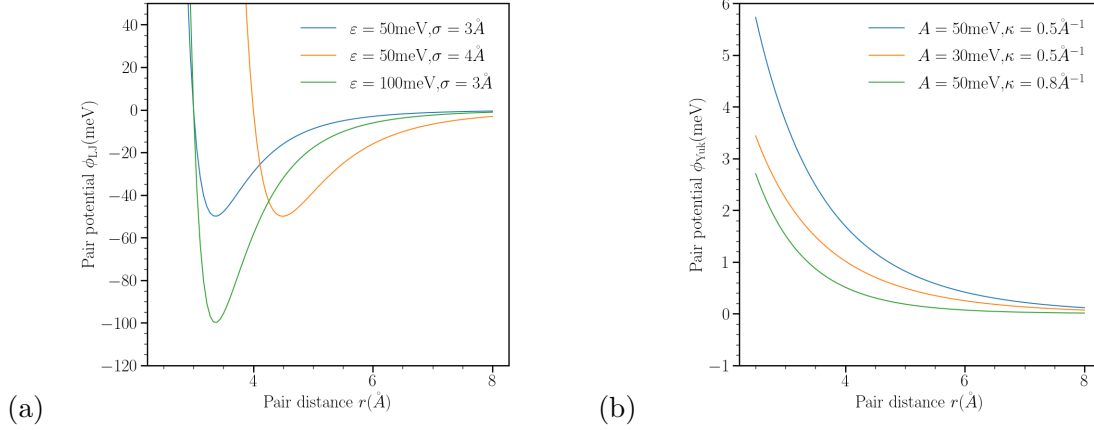 40
20
0
−20
−40
−60
−80
−100
−120
4
6
8
Pair potential ϕLJ(meV)
Pair distance r(Å)
ε = 50meV,σ = 3Å
ε = 50meV,σ = 4Å
ε = 100meV,σ = 3Å
(a)
6
5
4
3
2
1
0
−1
4
6
8
Pair potential ϕYuk(meV)
Pair distance r(Å)
A = 50meV,κ = 0.5Å⁻¹
A = 30meV,κ = 0.5Å⁻¹
A = 50meV,κ = 0.8Å⁻¹
(b)